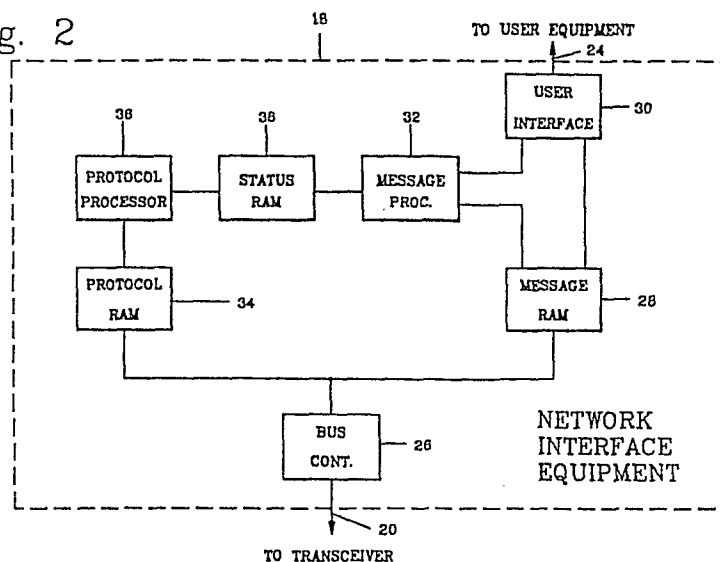 g. 2
18
TO USER EQUIPMENT
24
USER
INTERFACE
30
36
38
32
PROTOCOL
PROCESSOR
STATUS
RAM
MESSAGE
PROC.
PROTOCOL
RAM
34
MESSAGE
RAM
28
BUS
CONT.
26
NETWORK
INTERFACE
EQUIPMENT
20
TO TRANSCEIVER